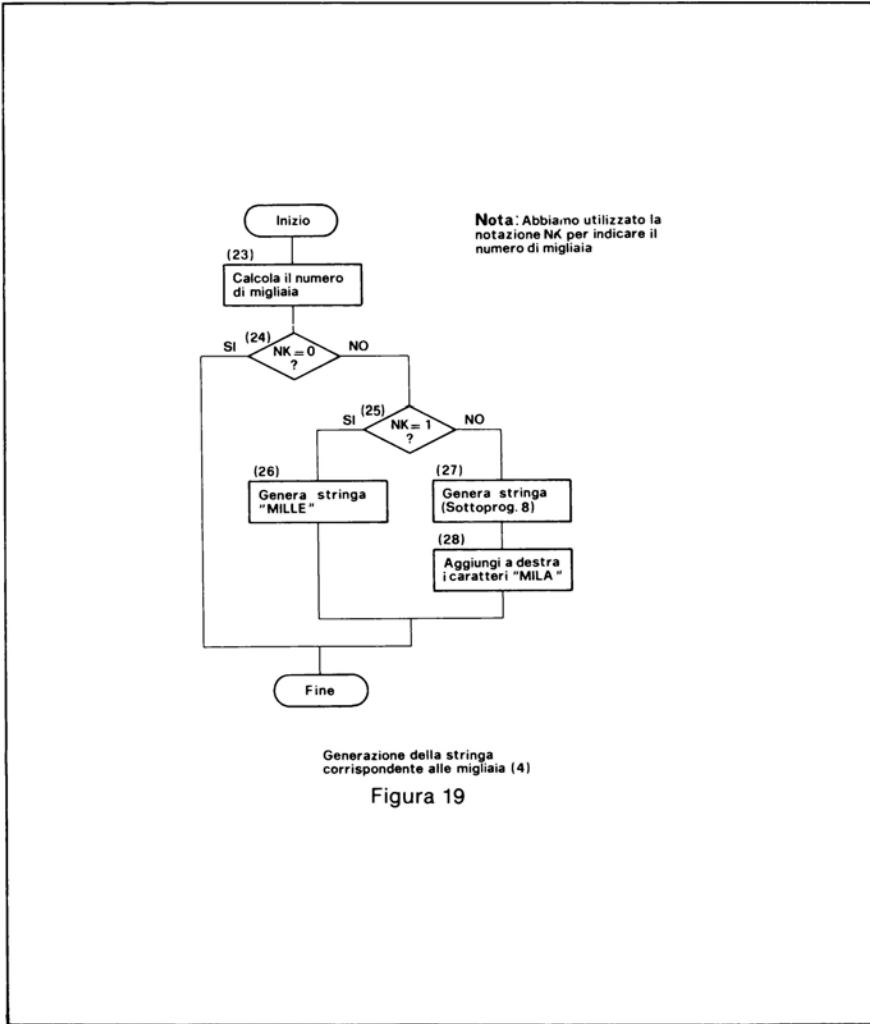 Inizio
Nota: Abbiamo utilizzato la
notazione NK per indicare il
numero di migliaia
(23)
Calcola il numero
di migliaia
SI (24) NO
NK = 0
?
SI (25) NO
NK = 1
?
(26)
Genera stringa
"MILLE"
(27)
Genera stringa
(Sottoprog. 8)
(28)
Aggiungi a destra
i caratteri "MILA"
Fine
Generazione della stringa
corrispondente alle migliaia (4)
Figura 19